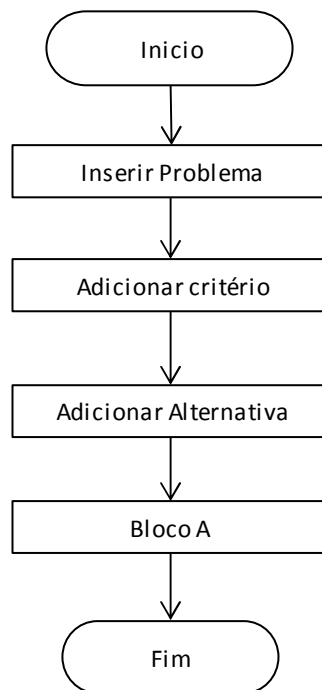 Inicio
Inserir Problema
Adicionar critério
Adicionar Alternativa
Bloco A
Fim